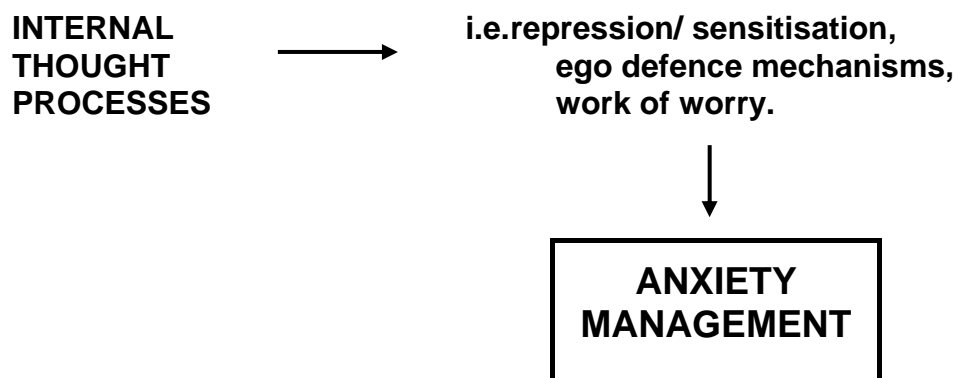 INTERNAL
THOUGHT
PROCESSES
i.e.repression/ sensitisation,
ego defence mechanisms,
work of worry.
ANXIETY
MANAGEMENT